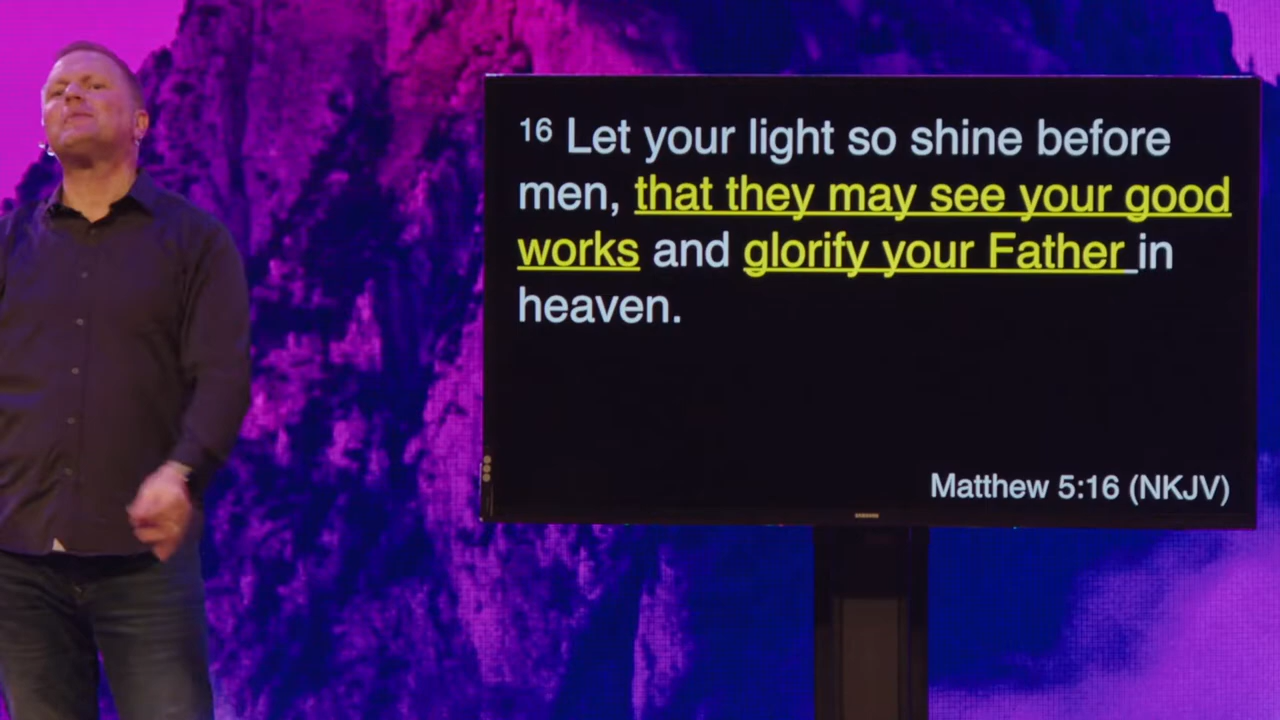 16 Let your light so shine before
men, that they may see your good
works and glorify your Father in
heaven.
Matthew 5:16 (NKJV)
SAMSUNG